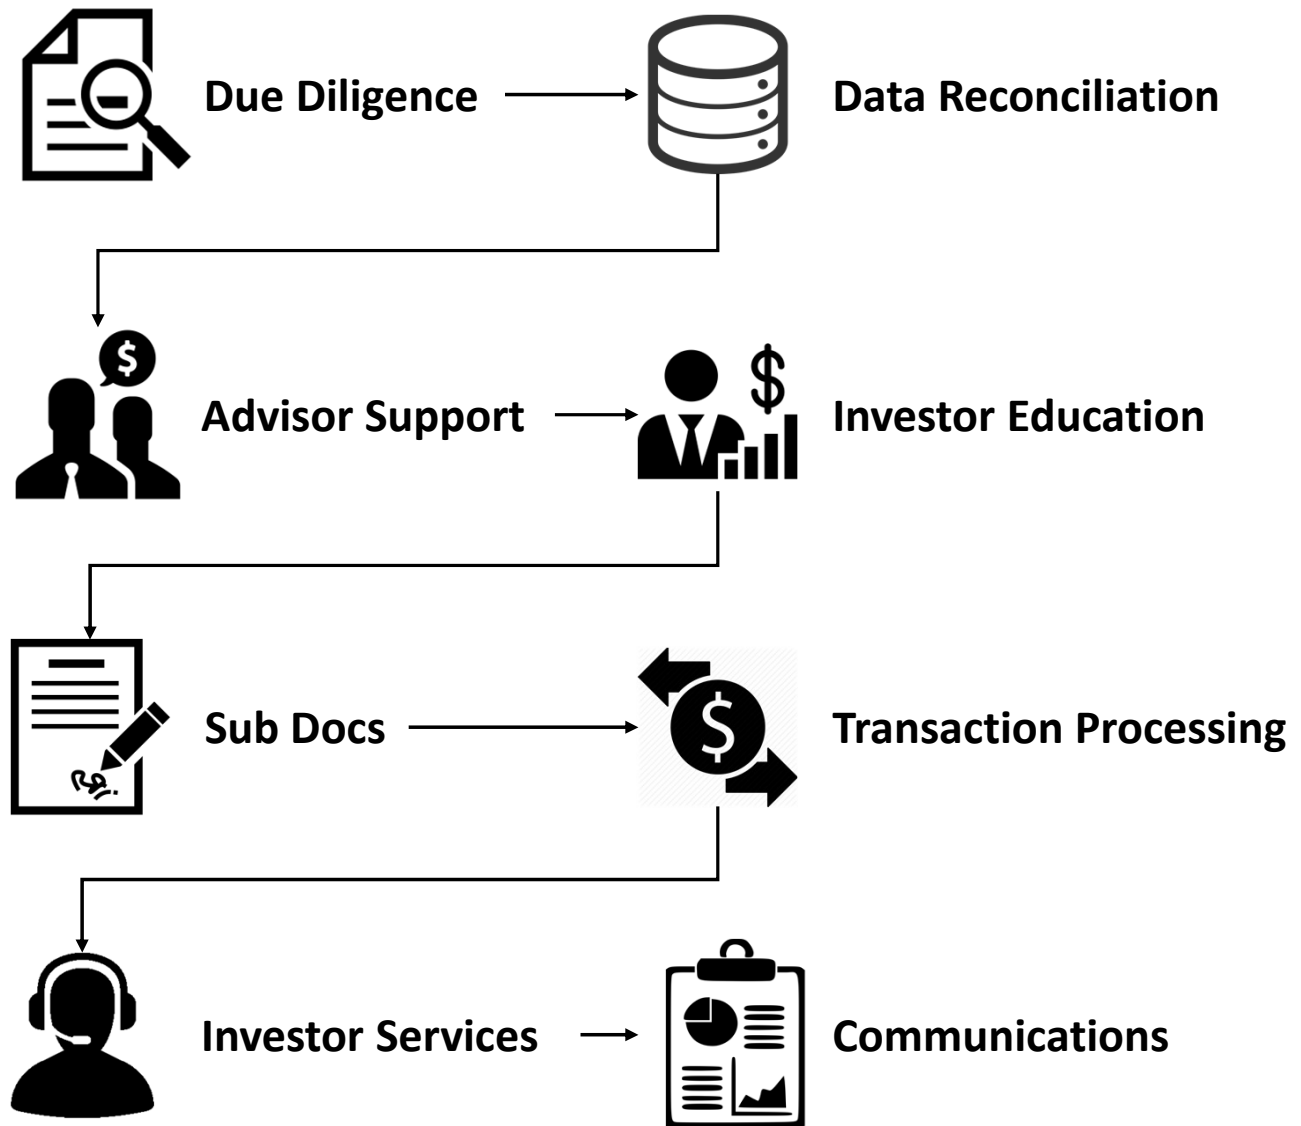 Due Diligence
Data Reconciliation
$
Advisor Support
$
Investor Education
Sub Docs
$
Transaction Processing
Investor Services
Communications